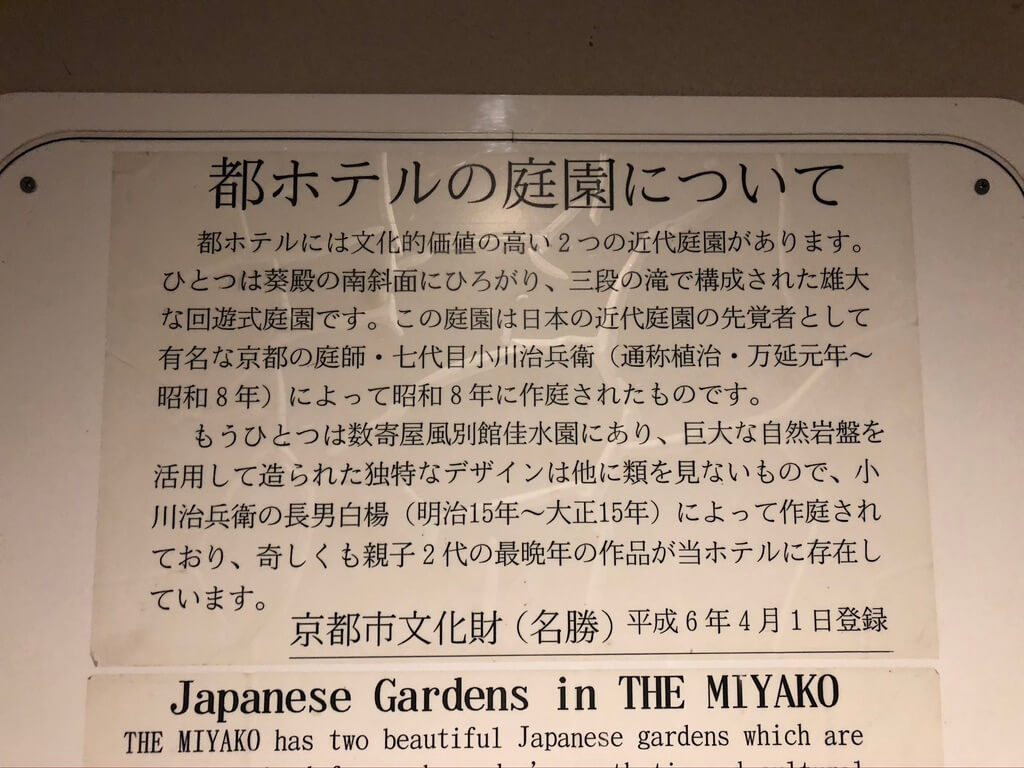 都ホテルの庭園について
都ホテルには文化的価値の高い2つの近代庭園があります。
ひとつは葵殿の南斜面にひろがり、三段の滝で構成された雄大
な回遊式庭園です。この庭園は日本の近代庭園の先覚者として
有名な京都の庭師・七代目小川治兵衛（通称植治・万延元年～
昭和8年）によって昭和8年に作庭されたものです。
もうひとつは数寄屋風別館佳水園にあり、巨大な自然岩盤を
活用して造られた独特なデザインは他に類を見ないもので、小
川治兵衛の長男白楊（明治15年～大正15年）によって作庭され
ており、奇しくも親子2代の最晩年の作品が当ホテルに存在し
ています。
京都市文化財（名勝）平成6年4月1日登録
Japanese Gardens in THE MIYAKO
THE MIYAKO has two beautiful Japanese gardens which are